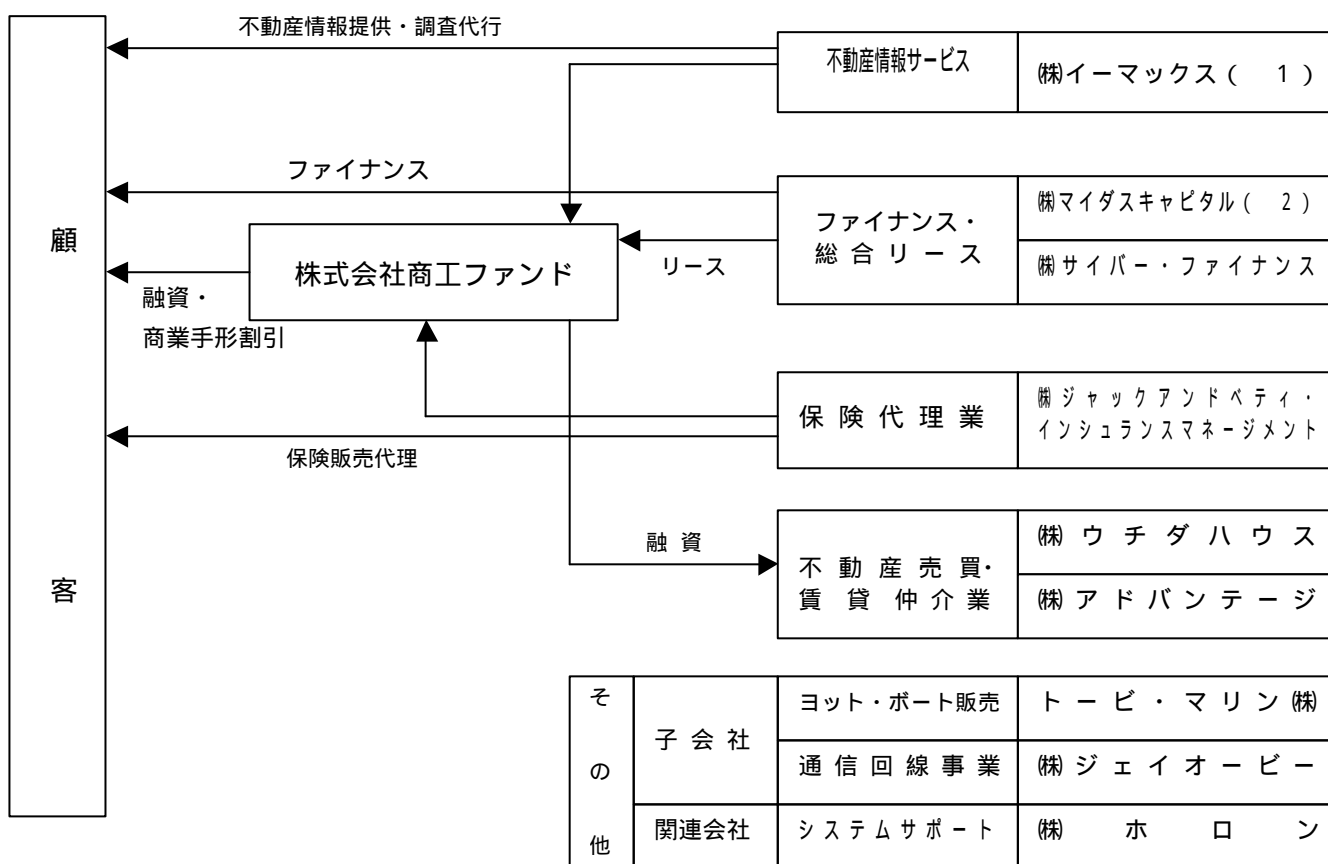 不動産情報提供・調査代行
不動産情報サービス
㈱イーマックス( 1)
ファイナンス
ファイナンス・
総合リース
㈱マイダスキャピタル( 2)
㈱サイバー・ファイナンス
顧
客
株式会社商工ファンド
リース
融資・
商業手形割引
保険代理業
㈱ジャックアンドベティ・
インシュランスマネージメント
保険販売代理
融資
不動産売買・
賃貸仲介業
㈱ウチダハウス
㈱アドバンテージ
その他
子会社
ヨット・ボート販売
トービ・マリン㈱
通信回線事業
㈱ジェイオービー
関連会社
システムサポート
㈱ホロン